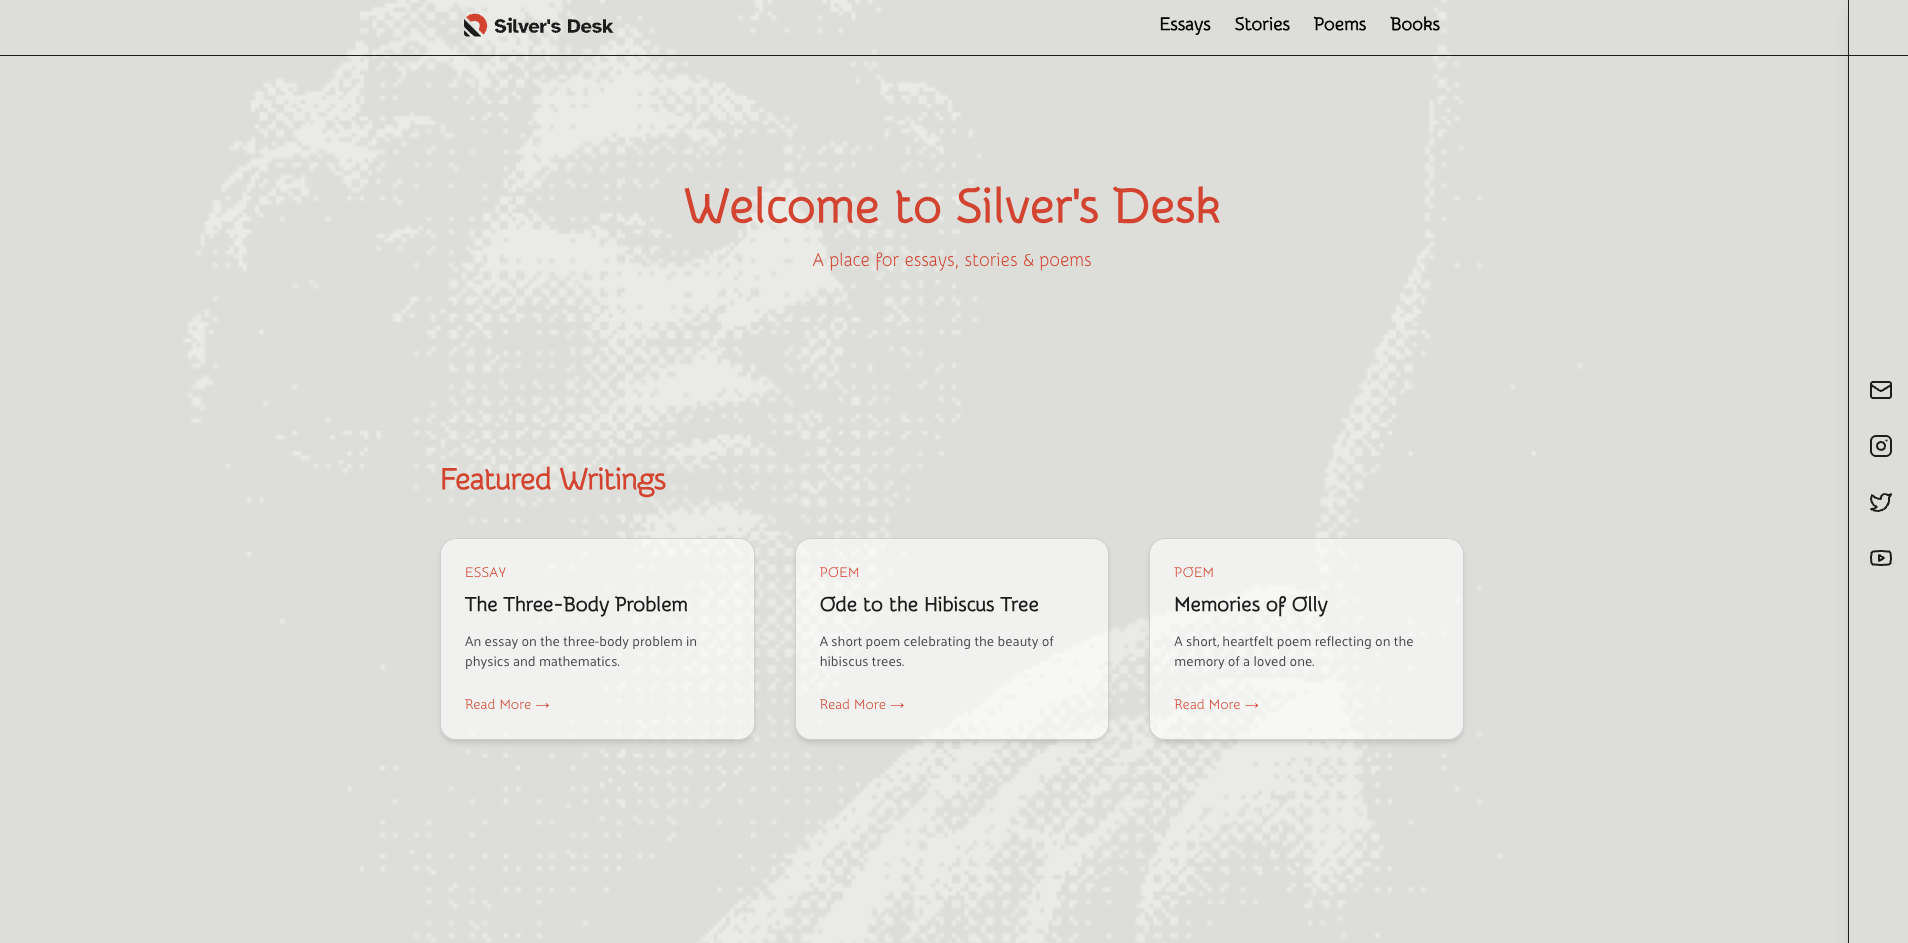 Silver's Desk
Essays Stories Poems Books
Welcome to Silver's Desk
A place for essays, stories & poems
Featured Writings
ESSAY
The Three-Body Problem
An essay on the three-body problem in
physics and mathematics.
Read More →
POEM
Ode to the Hibiscus Tree
A short poem celebrating the beauty of
hibiscus trees.
Read More →
POEM
Memories of Olly
A short, heartfelt poem reflecting on the
memory of a loved one.
Read More →